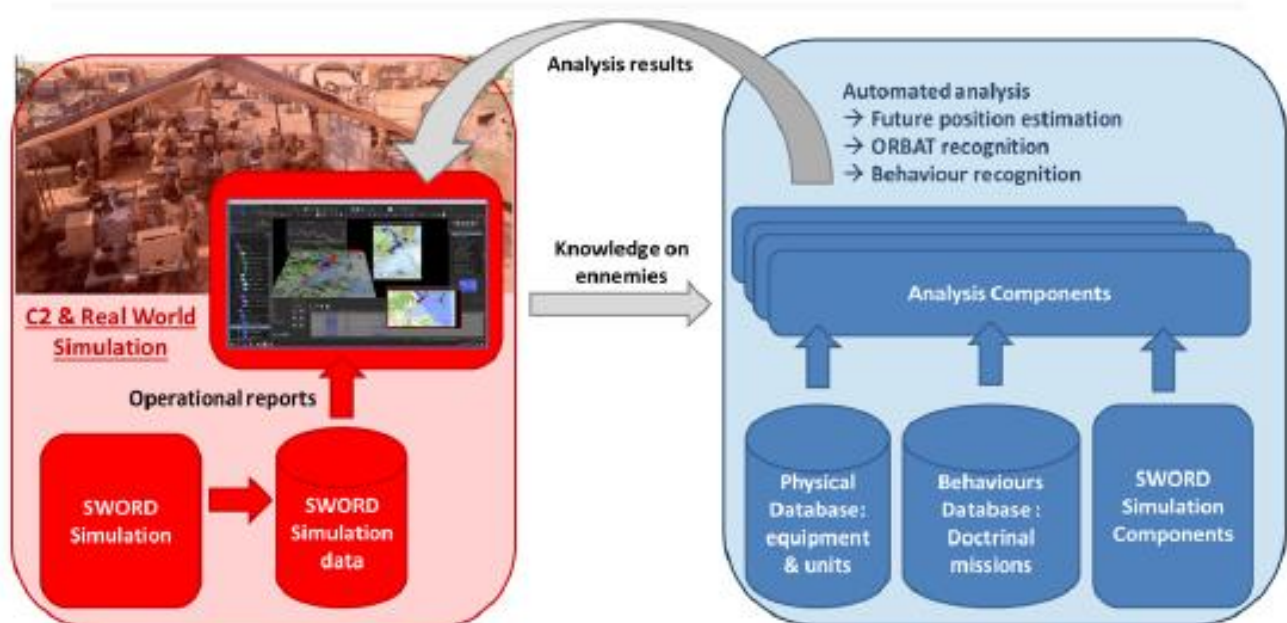 Analysis results
Automated analysis
→ Future position estimation
→ ORBAT recognition
→ Behaviour recognition
Knowledge on
ennemies
Analysis Components
C2 & Real World
Simulation
Operational reports
SWORD
Simulation
SWORD
Simulation
data
Physical
Database:
equipment
& units
Behaviours
Database :
Doctrinal
missions
SWORD
Simulation
Components